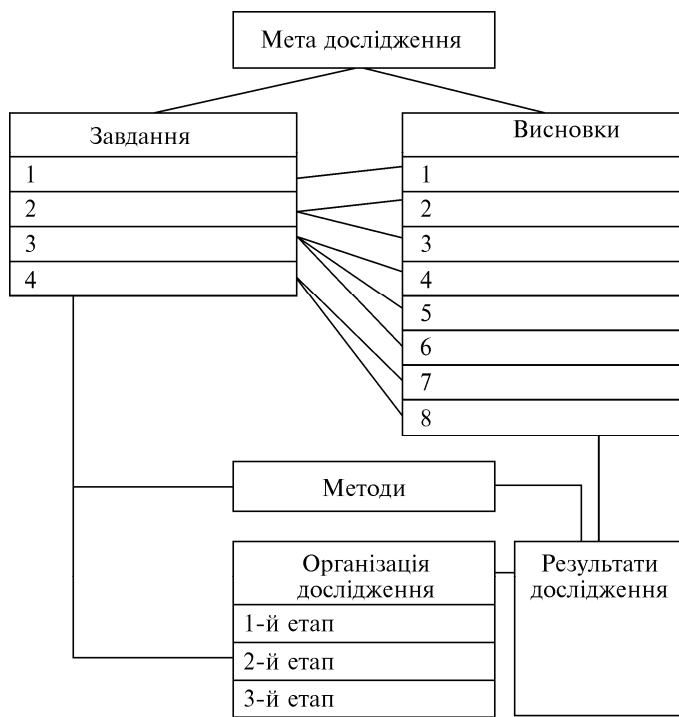 Мета дослідження
Завдання
1
2
3
4
Висновки
1
2
3
4
5
6
7
8
Методи
Організація
дослідження
1-й етап
2-й етап
3-й етап
Результати
дослідження